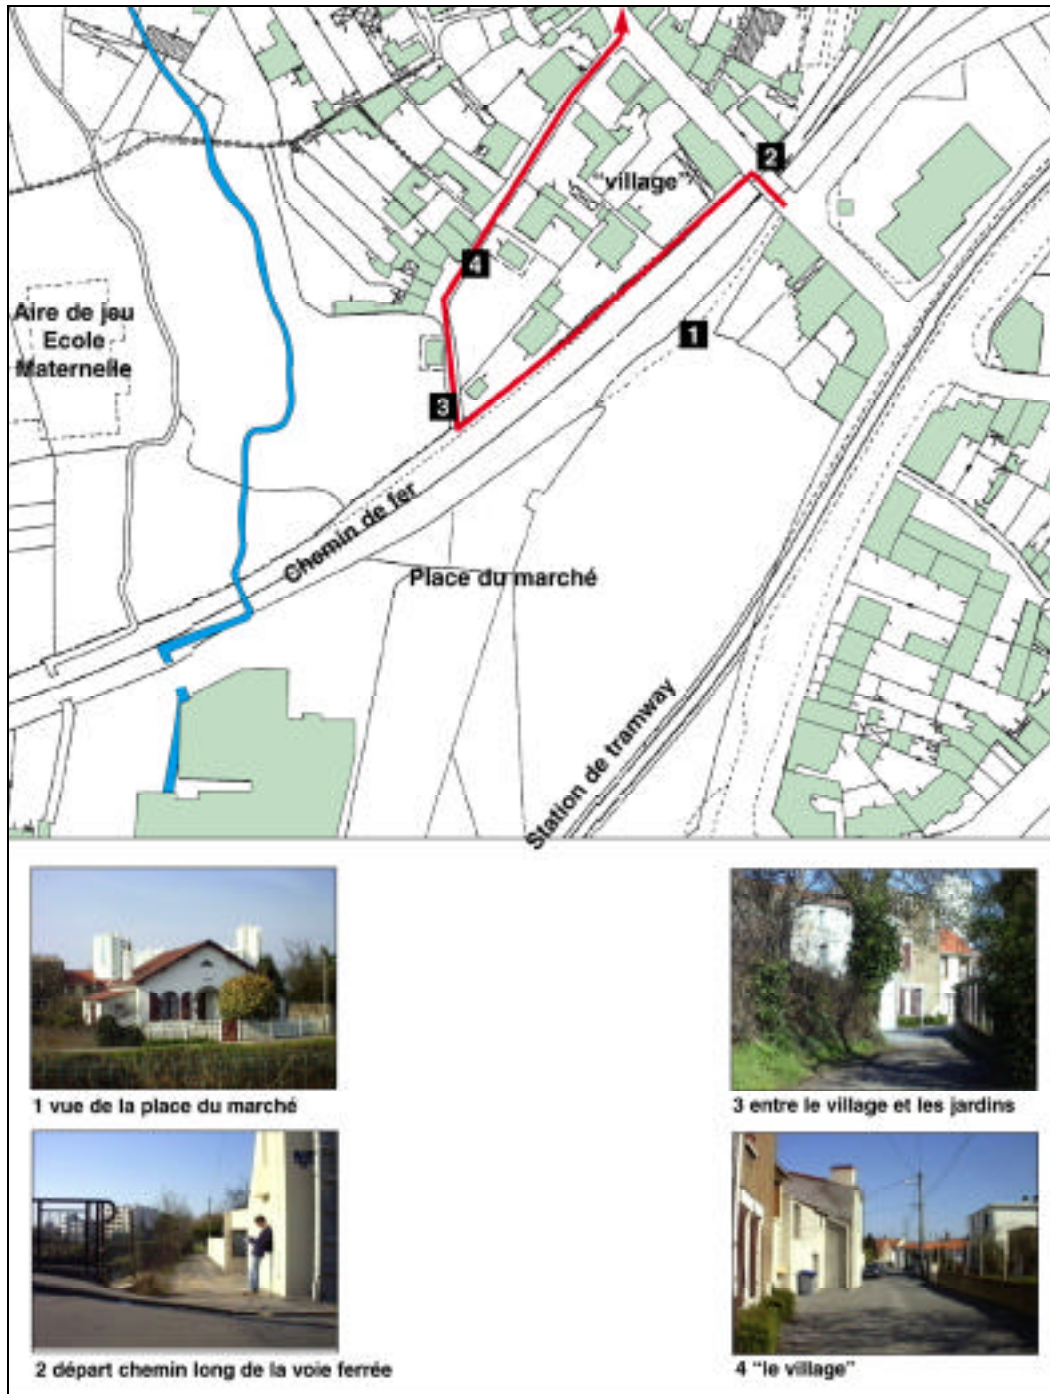 2
"village"
4
Aire de jeu
Ecole
Maternelle
1
3
Chemin de fer
Place du marché
Station de tramway
1 vue de la place du marché
3 entre le village et les jardins
2 départ chemin long de la voie ferrée
4 "le village"